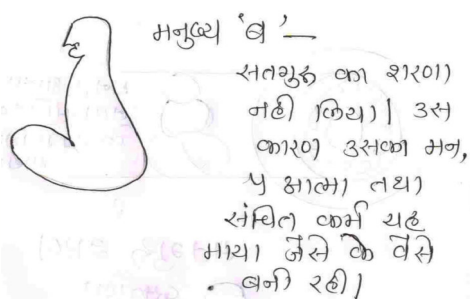 मनुष्य 'ब' —
सतगुरू का शरणा
नही लिया। उस
कारण उसका मन,
५ आत्मा तथा
संचित कर्म यह
माया जैसे के वैसे
बनी रही।